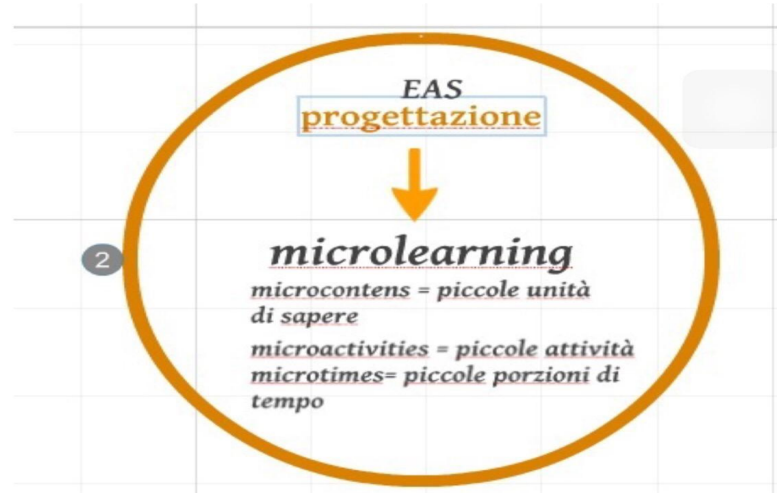 EAS
progettazione
microlearning
2
microcontens = piccole unità
di sapere
microactivities = piccole attività
microtimes= piccole porzioni di
tempo